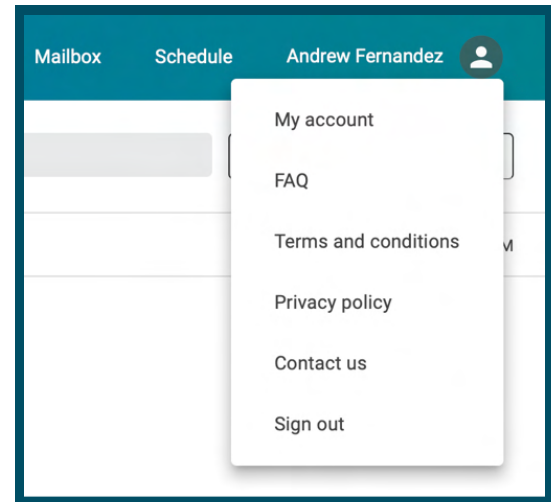 Mailbox Schedule Andrew Fernandez
My account
FAQ
Terms and conditions
M
Privacy policy
Contact us
Sign out